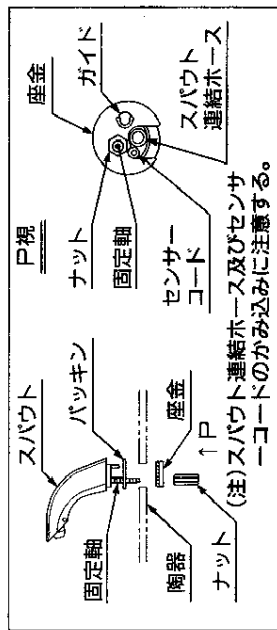 スパウト
パッキン
固定軸
陶器
座金
ナット
↑P
P視
座金
ガイド
ナット
固定軸
センサー
コード
スパウト
連結ホース
(注)スパウト連結ホース及びセンサ
ーコードのかみ込みに注意する。